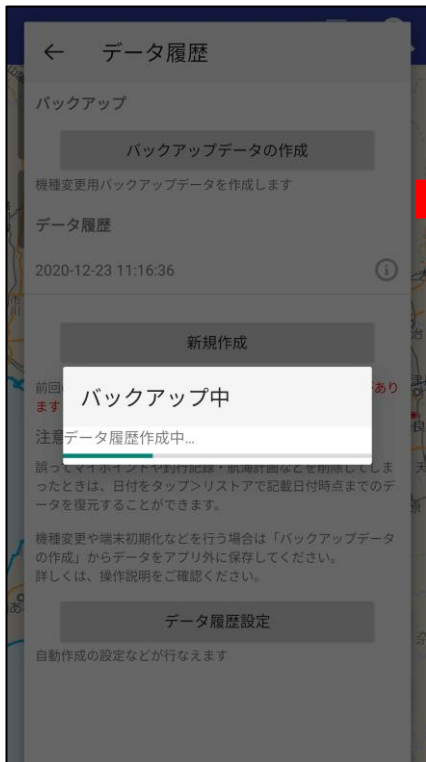 データ履歴
バックアップ
バックアップデータの作成
機種変更用バックアップデータを作成します
データ履歴
2020-12-23 11:16:36
新規作成
前回 あり
ます
バックアップ中
注意
データ履歴作成中...
誤ってマイポイントや釣行記録・航海計画などを削除してしま
ったときは、日付をタップ>リストアで記載日付時点までのデ
ータを復元することができます。
機種変更や端末初期化などを行う場合は「バックアップデータ
の作成」からデータをアプリ外に保存してください。
詳しくは、操作説明をご確認ください。
データ履歴設定
自動作成の設定などが行なえます